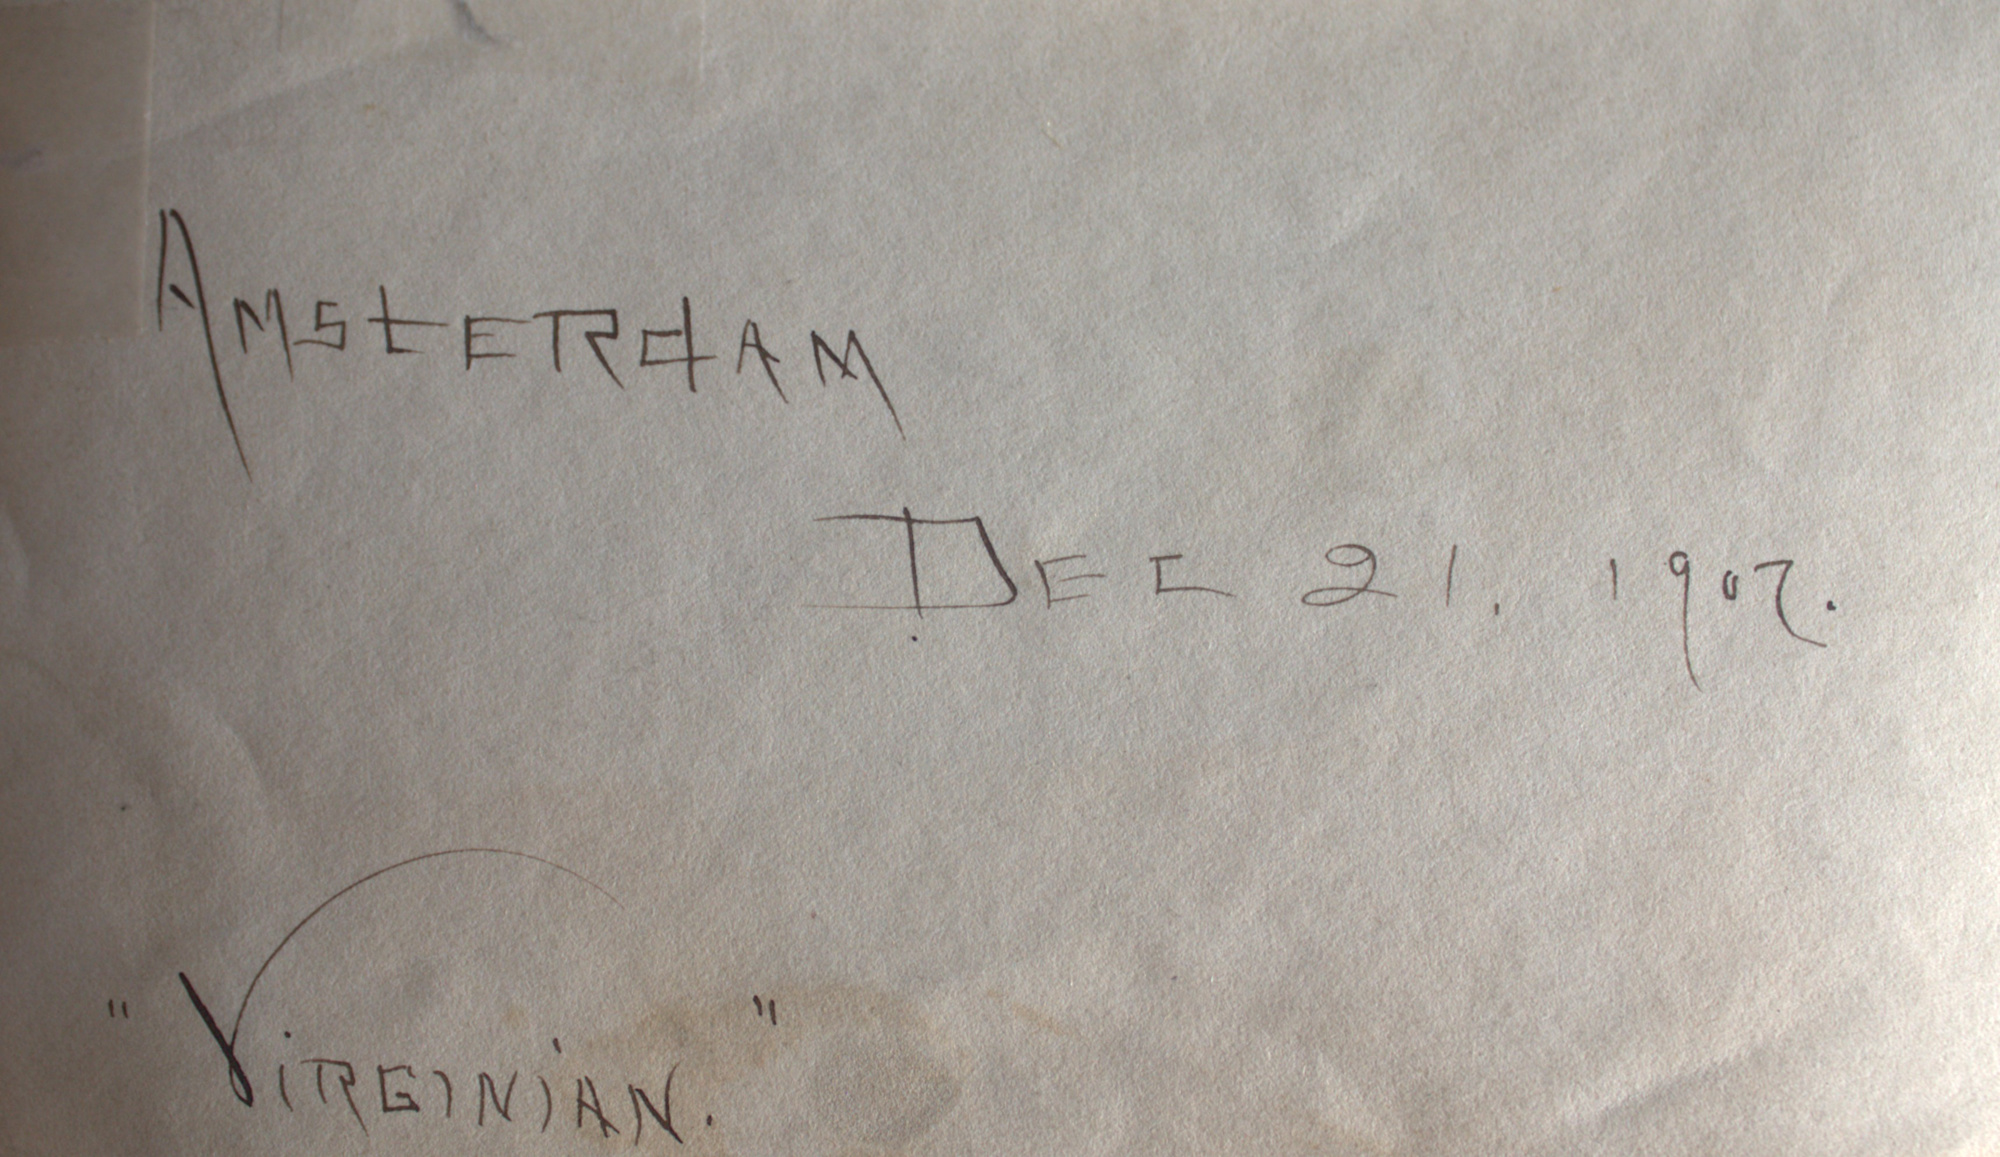 AMStERdAM
DEC 21. 1907.
"ViRGINiAN."